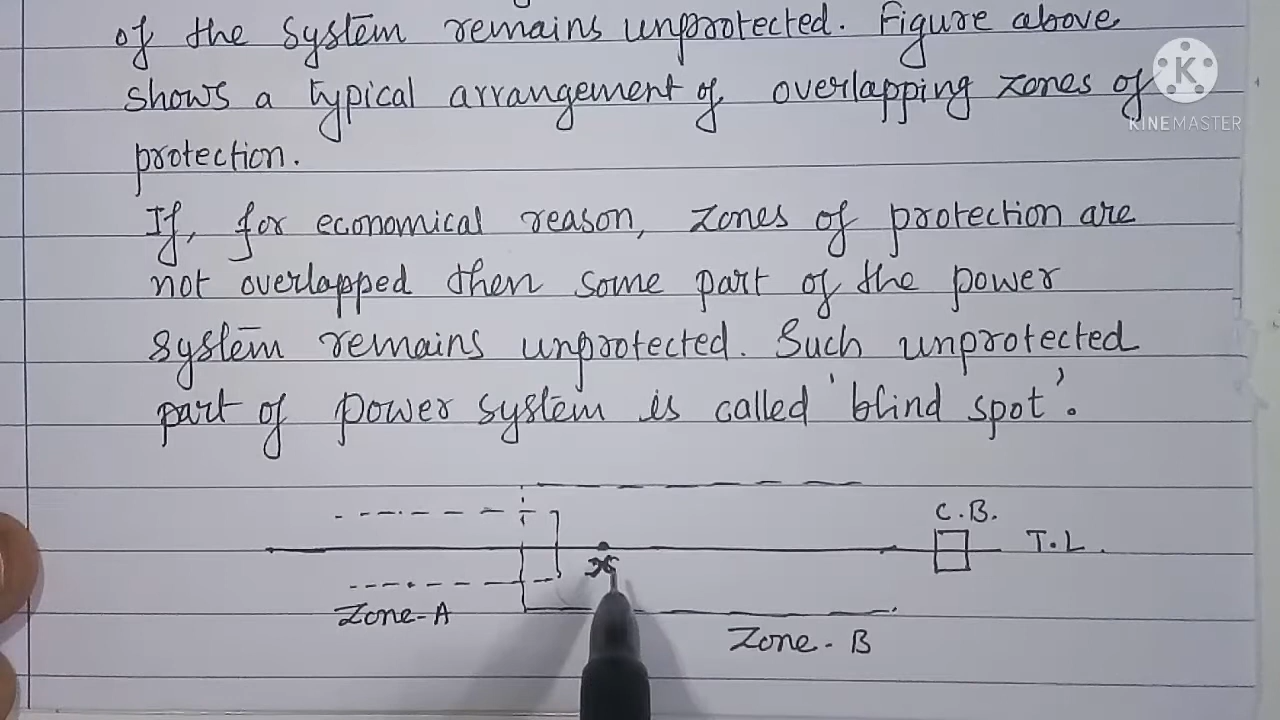 of the system remains unprotected. Figure above
shows a typical arrangement of overlapping zones of
protection.
If, for economical reason, zones of protection are
not overlapped then some part of the power
system remains unprotected. Such unprotected
part of power system is called 'blind spot'.
C.B.
T.L.
x
Zone-A
Zone-B
K
KINEMASTER